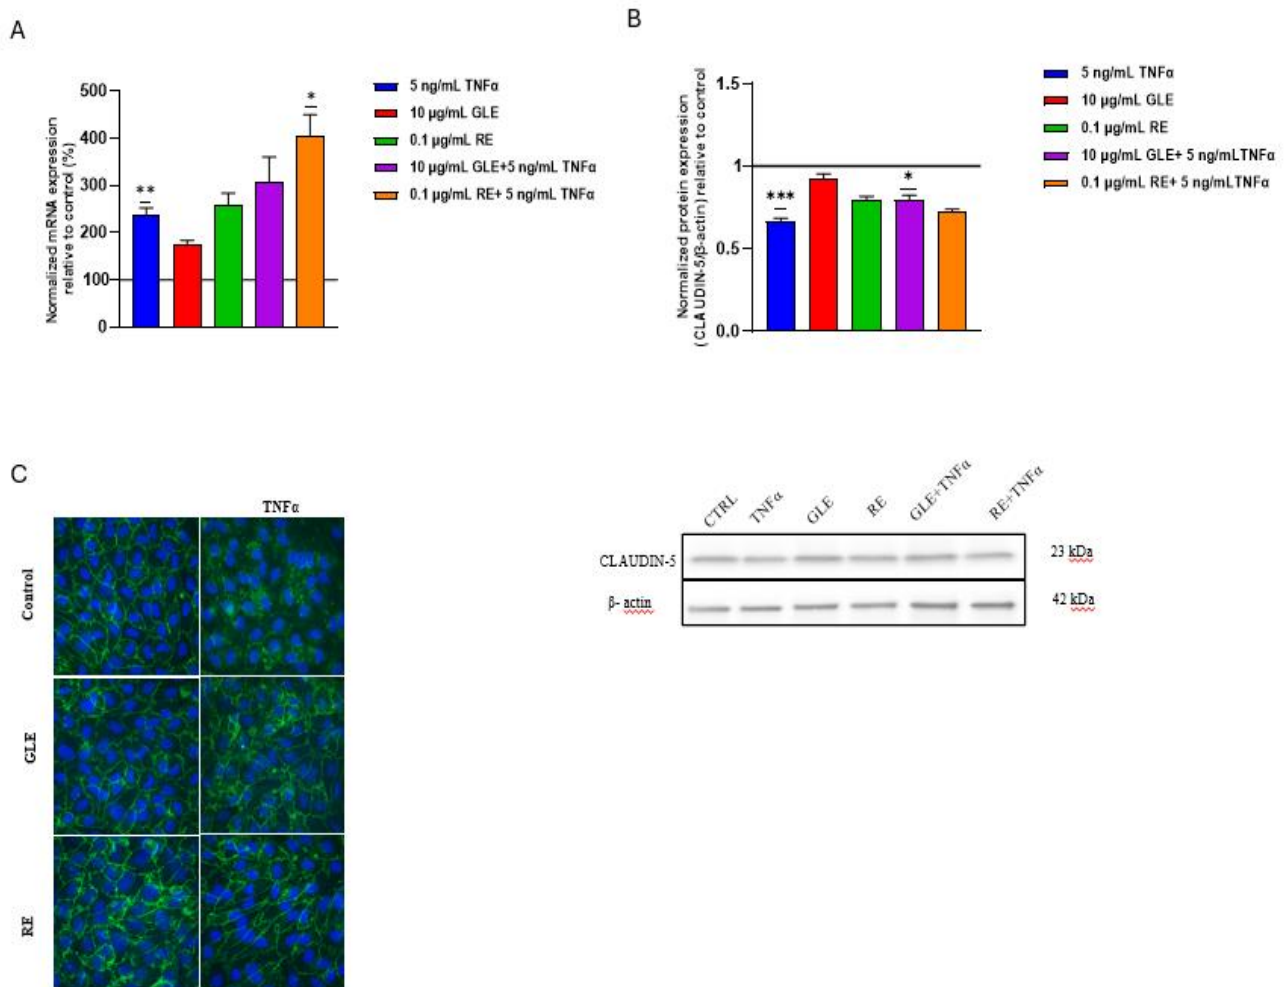 A
Normalized mRNA expression
relative to control (%)
500
400
300
200
100
0
**
*
5 ng/mL TNFα
10 µg/mL GLE
0.1 µg/mL RE
10 µg/mL GLE+5 ng/mL TNFα
0.1 µg/mL RE+ 5 ng/mL TNFα
B
Normalized protein expression
(CLAUDIN-5/β-actin) relative to control
1.5
1
0.5
0.0
***
*
5 ng/mL TNFα
10 µg/mL GLE
0.1 µg/mL RE
10 µg/mL GLE+ 5 ng/mLTNFα
0.1 µg/mL RE+ 5 ng/mLTNFα
C
TNFα
Control
GLE
RE
CTRL
TNFα
GLE
RE
GLE+TNFα
RE+TNFα
CLAUDIN-5
23 kDa
β- actin
42 kDa